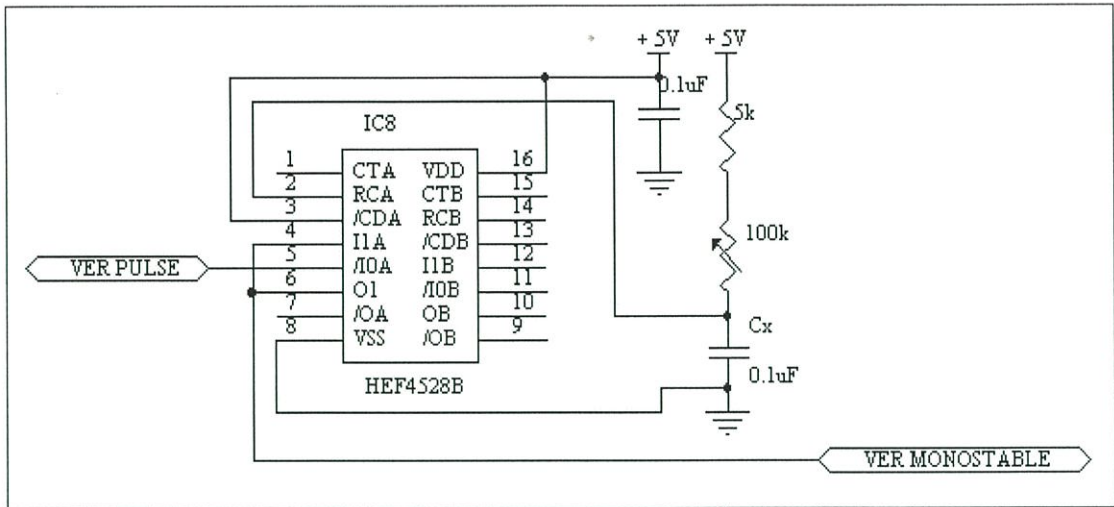 + 5V + 5V
0.1uF
5k
IC8
1 CTA VDD 16
2 RCA CTB 15
3 /CDA RCB 14
4 I1A /CDB 13
5 /I0A I1B 12
6 O1 /I0B 11
7 /OA OB 10
8 VSS /OB 9
100k
VER PULSE
Cx
0.1uF
HEF4528B
VER MONOSTABLE